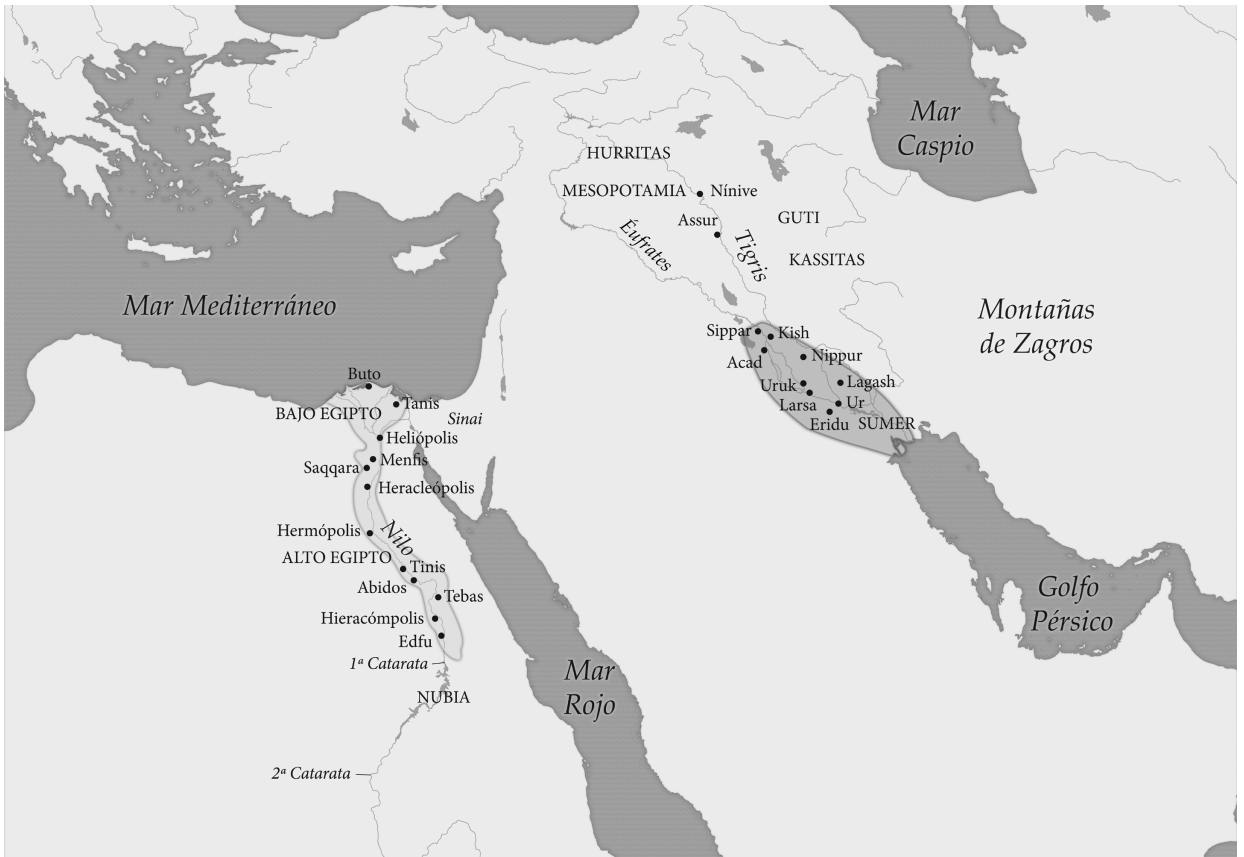 Mar
Caspio
HURRITAS
MESOPOTAMIA
Nínive
Assur
GUTI
Éufrates
Tigris
KASSITAS
Mar Mediterráneo
Montañas
de Zagros
Sippar
Kish
Acad
Nippur
Uruk
Lagash
Larsa
Ur
Eridu
SUMER
Buto
BAJO EGIPTO
Tanis
Sinai
Heliópolis
Menfis
Saqqara
Heracleópolis
Hermópolis
Nilo
ALTO EGIPTO
Tinis
Abidos
Tebas
Hieracómpolis
Edfu
1ª Catarata
NUBIA
2ª Catarata
Mar
Rojo
Golfo
Pérsico